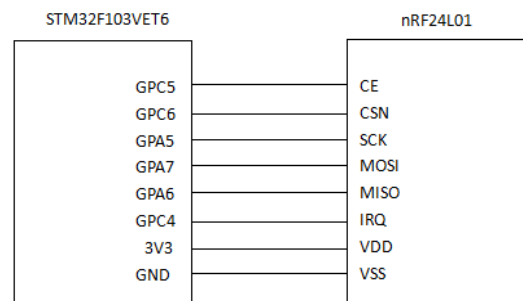 STM32F103VET6 nRF24L01
GPC5 CE
GPC6 CSN
GPA5 SCK
GPA7 MOSI
GPA6 MISO
GPC4 IRQ
3V3 VDD
GND VSS